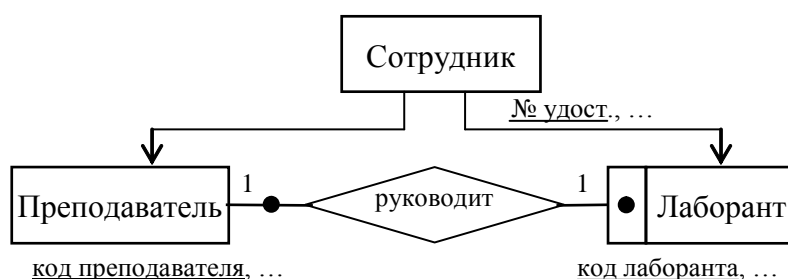 Сотрудник
№ удост., …
Преподаватель
1
руководит
1
Лаборант
код преподавателя, …
код лаборанта, …